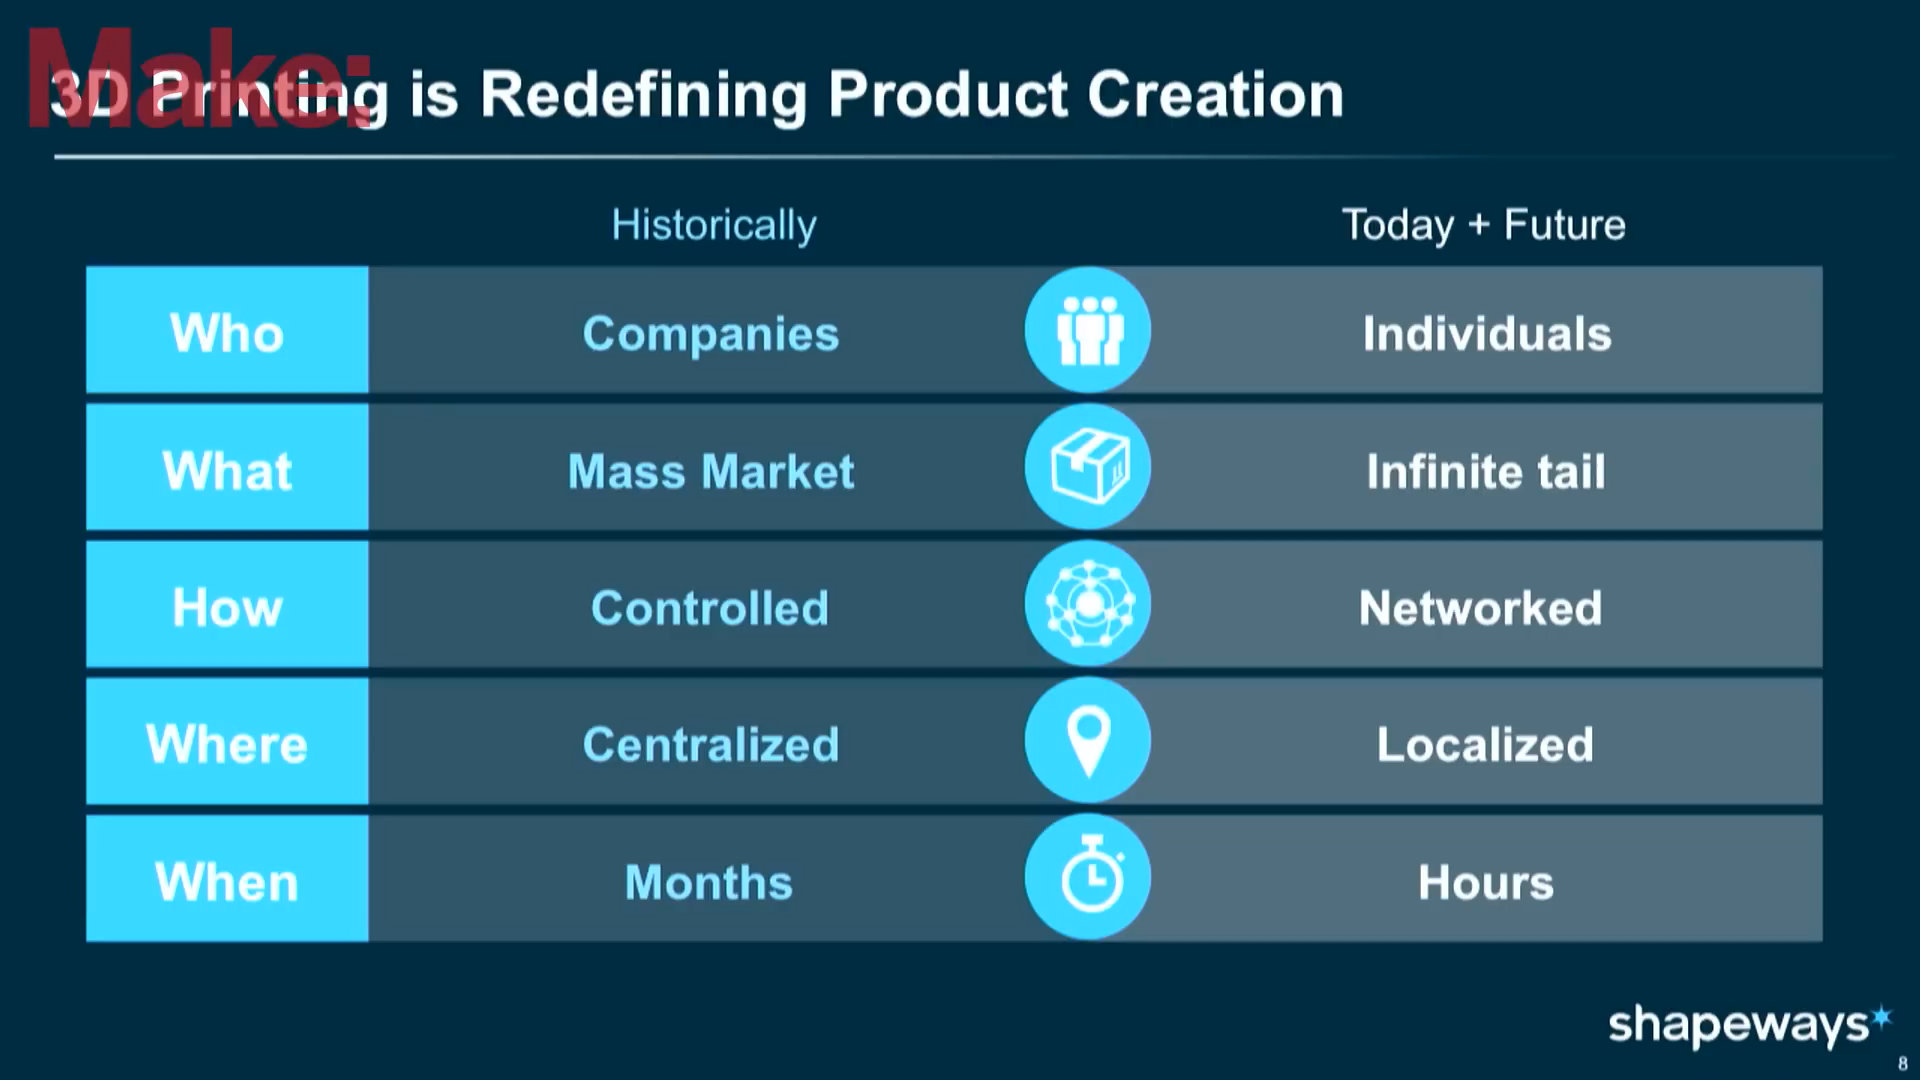 Make:
3D Printing is Redefining Product Creation
Historically Today + Future
Who Companies Individuals
What Mass Market Infinite tail
How Controlled Networked
Where Centralized Localized
When Months Hours
shapeways*
8